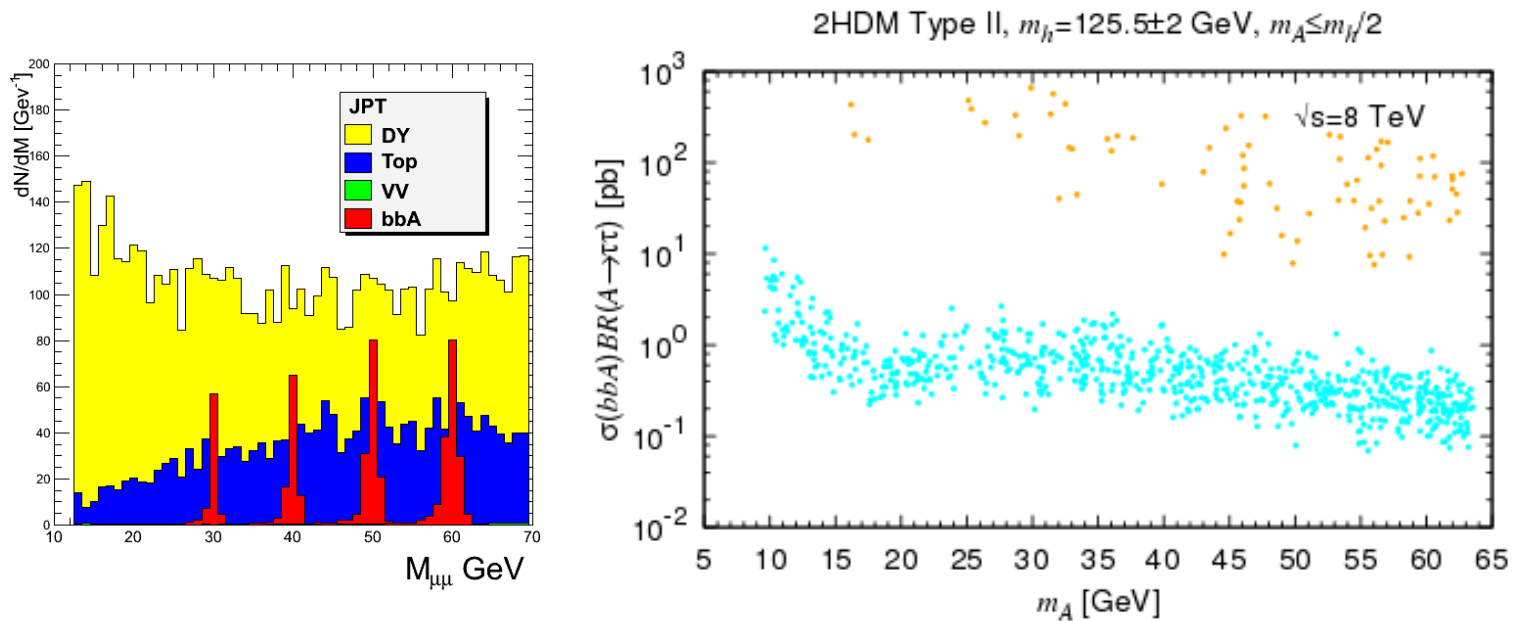 200
180
160
140
120
100
80
60
40
20
0
dN/dM [Gev⁻¹]
JPT
DY
Top
VV
bbA
10 20 30 40 50 60 70
M_μμ GeV
2HDM Type II, m_h=125.5±2 GeV, m_A≤m_h/2
√s=8 TeV
10³
10²
10¹
10⁰
10⁻¹
10⁻²
σ(bbA)BR(A→ττ) [pb]
5 10 15 20 25 30 35 40 45 50 55 60 65
m_A [GeV]